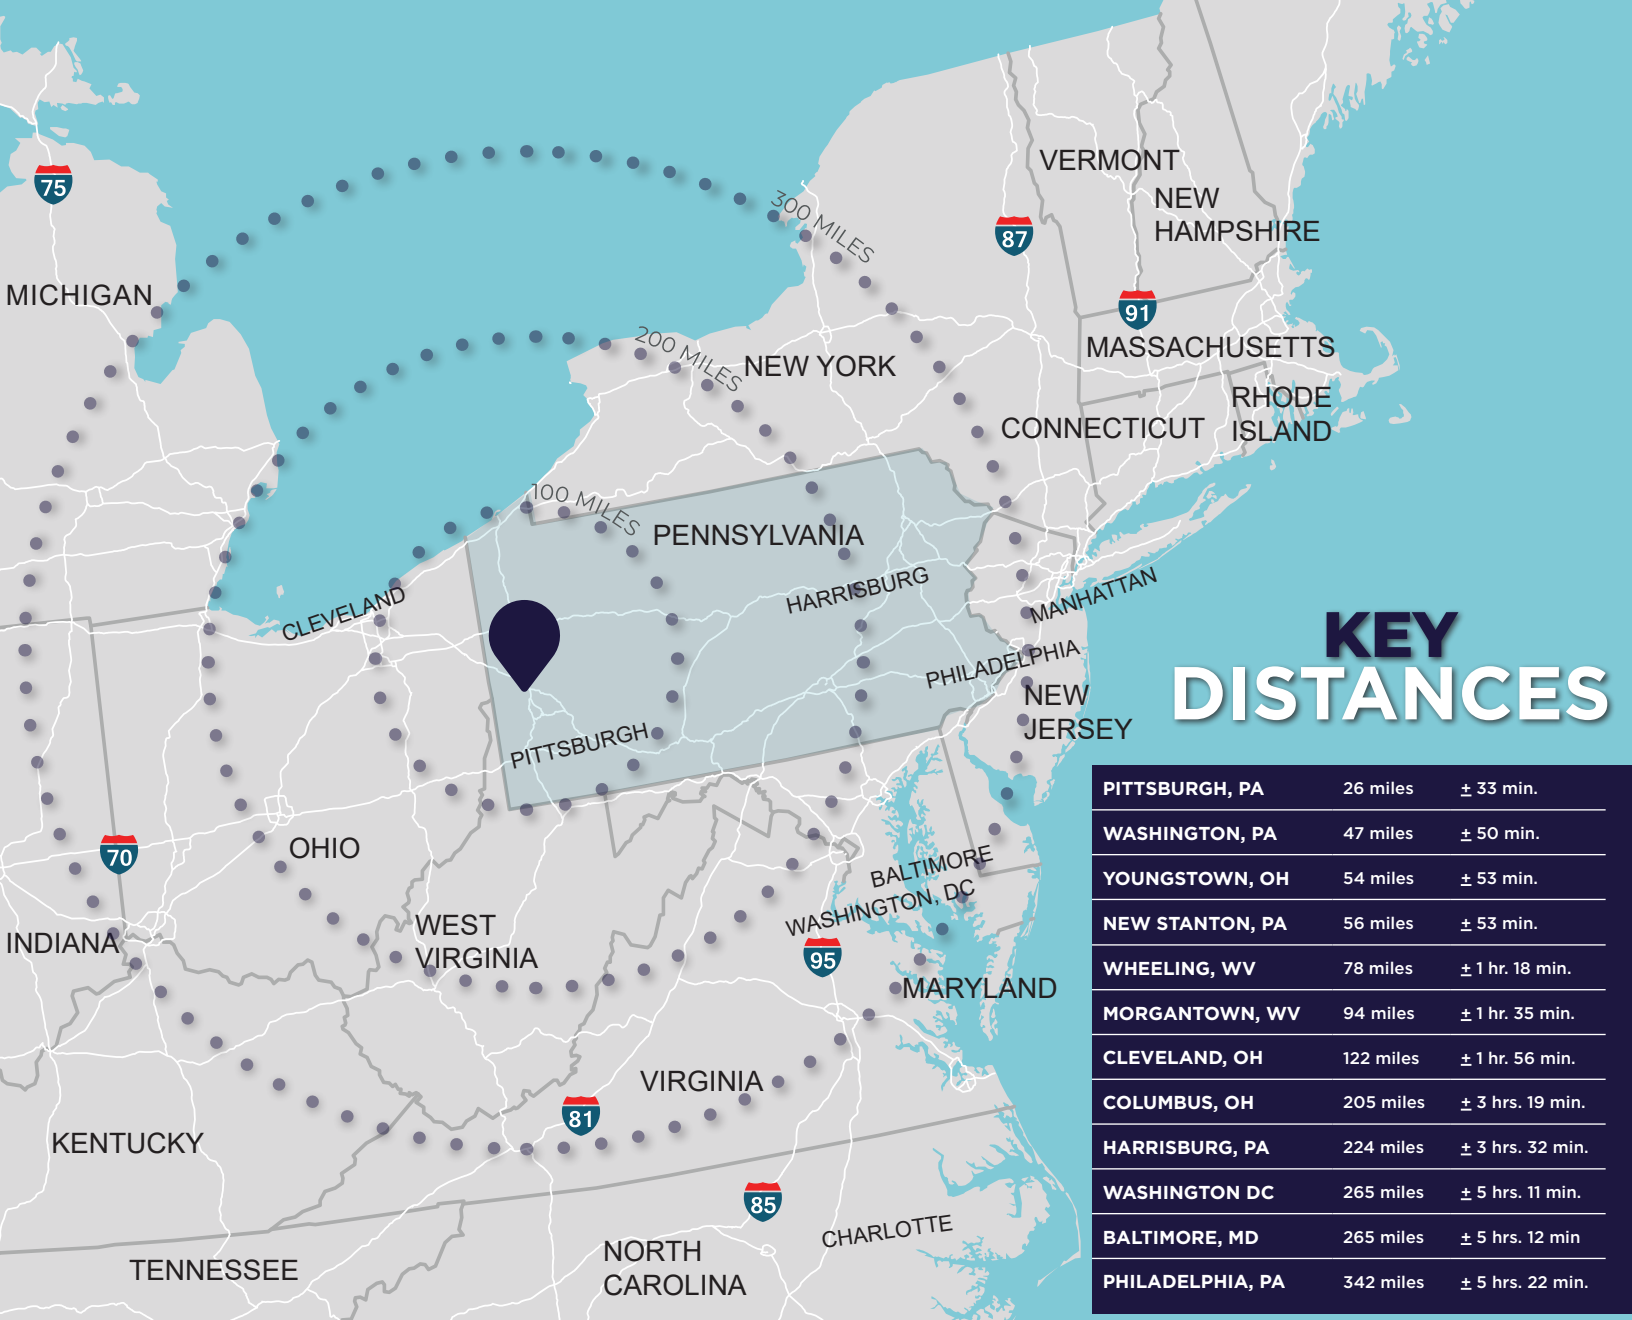 75
300 MILES
VERMONT
NEW
HAMPSHIRE
87
MICHIGAN
91
200 MILES
NEW YORK
MASSACHUSETTS
RHODE
ISLAND
CONNECTICUT
100 MILES
PENNSYLVANIA
HARRISBURG
MANHATTAN
CLEVELAND
PHILADELPHIA
NEW
JERSEY
PITTSBURGH
70
OHIO
BALTIMORE
WASHINGTON, DC
WEST
VIRGINIA
INDIANA
95
MARYLAND
VIRGINIA
81
KENTUCKY
85
CHARLOTTE
NORTH
CAROLINA
TENNESSEE
KEY
DISTANCES
PITTSBURGH, PA 26 miles ± 33 min.
WASHINGTON, PA 47 miles ± 50 min.
YOUNGSTOWN, OH 54 miles ± 53 min.
NEW STANTON, PA 56 miles ± 53 min.
WHEELING, WV 78 miles ± 1 hr. 18 min.
MORGANTOWN, WV 94 miles ± 1 hr. 35 min.
CLEVELAND, OH 122 miles ± 1 hr. 56 min.
COLUMBUS, OH 205 miles ± 3 hrs. 19 min.
HARRISBURG, PA 224 miles ± 3 hrs. 32 min.
WASHINGTON DC 265 miles ± 5 hrs. 11 min.
BALTIMORE, MD 265 miles ± 5 hrs. 12 min
PHILADELPHIA, PA 342 miles ± 5 hrs. 22 min.